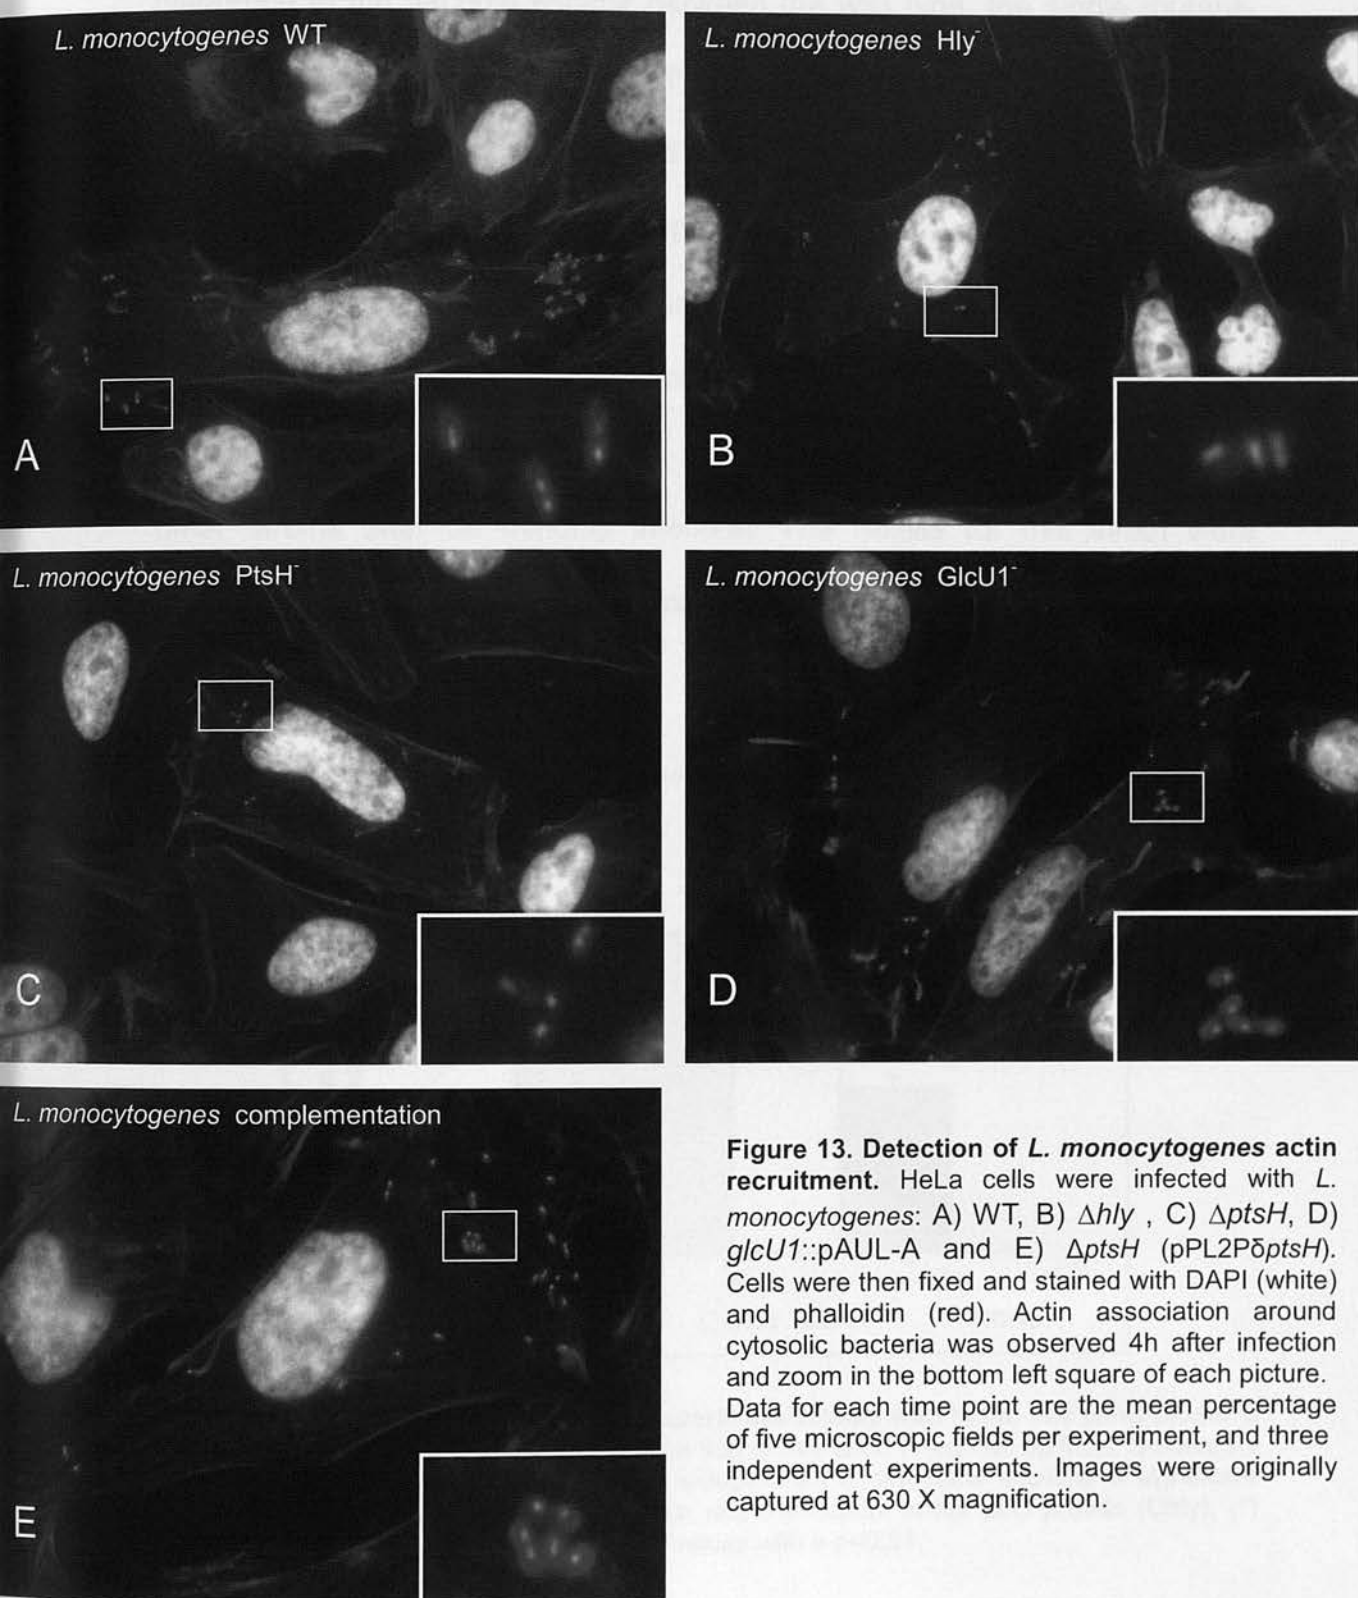 L. monocytogenes WT
A
L. monocytogenes Hly⁻
B
L. monocytogenes PtsH⁻
C
L. monocytogenes GlcU1⁻
D
L. monocytogenes complementation
E
Figure 13. Detection of L. monocytogenes actin
recruitment. HeLa cells were infected with L.
monocytogenes: A) WT, B) Δhly , C) ΔptsH, D)
glcU1::pAUL-A and E) ΔptsH (pPL2PδptsH).
Cells were then fixed and stained with DAPI (white)
and phalloidin (red). Actin association around
cytosolic bacteria was observed 4h after infection
and zoom in the bottom left square of each picture.
Data for each time point are the mean percentage
of five microscopic fields per experiment, and three
independent experiments. Images were originally
captured at 630 X magnification.